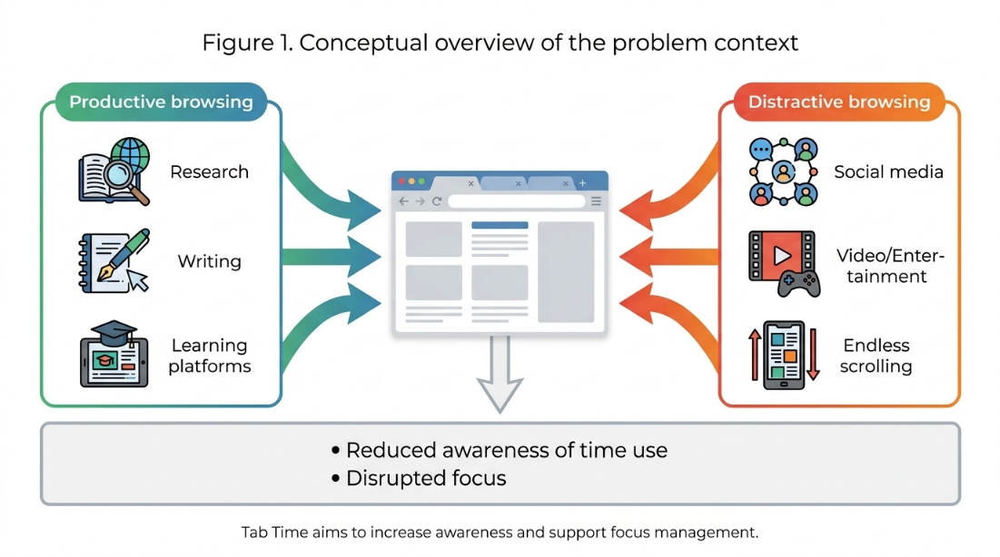 Figure 1. Conceptual overview of the problem context
Productive browsing
Research
Writing
Learning
platforms
Distractive browsing
Social media
Video/Enter-
tainment
Endless
scrolling
• Reduced awareness of time use
• Disrupted focus
Tab Time aims to increase awareness and support focus management.